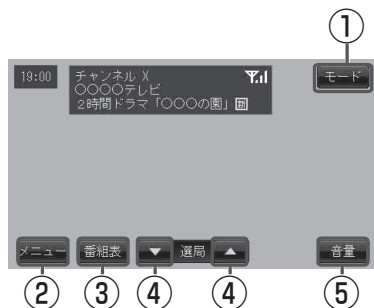 ①
19:00
チャンネル X
○○○○テレビ
2時間ドラマ「○○○の園」
モード
メニュー
番組表
▼ 選局 ▲
音量
② ③ ④ ④ ⑤